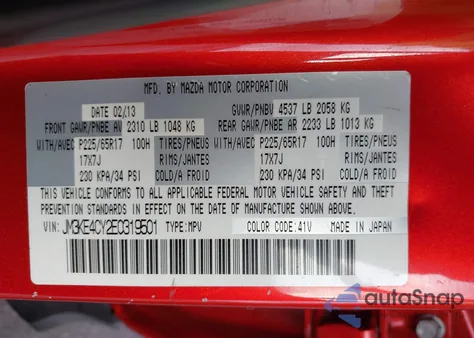 MFD. BY MAZDA MOTOR CORPORATION
DATE 02/13 GVWR/PNBV 4537 LB 2058 KG
FRONT GAWR/PNBE AV 2310 LB 1048 KG REAR GAWR/PNBE AR 2233 LB 1013 KG
WITH/AVEC P225/65R17 100H TIRES/PNEUS WITH/AVEC P225/65R17 100H TIRES/PNEUS
17X7J RIMS/JANTES 17X7J RIMS/JANTES
230 KPA/34 PSI 230 KPA/34 PSI
THIS VEHICLE CONFORMS TO ALL APPLICABLE FEDERAL MOTOR VEHICLE SAFETY AND THEFT
PREVENTION STANDARDS IN EFFECT ON THE DATE OF MANUFACTURE SHOWN ABOVE.
VIN: JM3KE4CY2E0319501 TYPE: MPV COLOR CODE: 41V MADE IN JAPAN
autoSnap